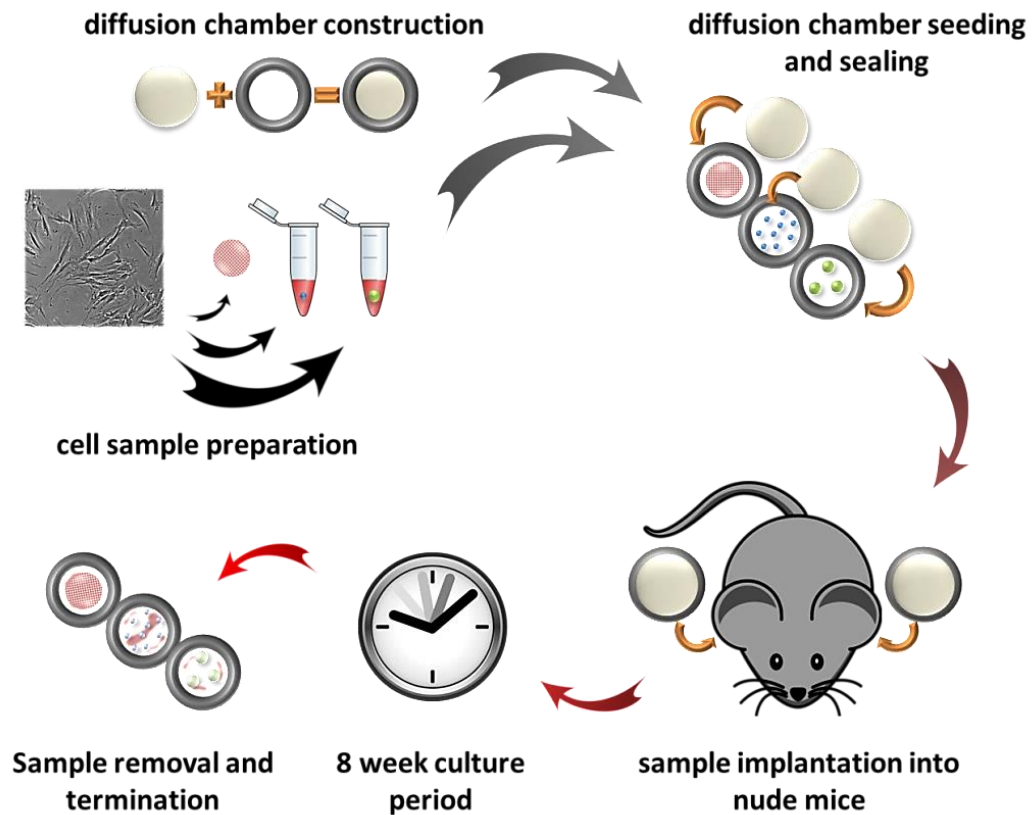 diffusion chamber construction
diffusion chamber seeding
and sealing
cell sample preparation
Sample removal and
termination
8 week culture
period
sample implantation into
nude mice